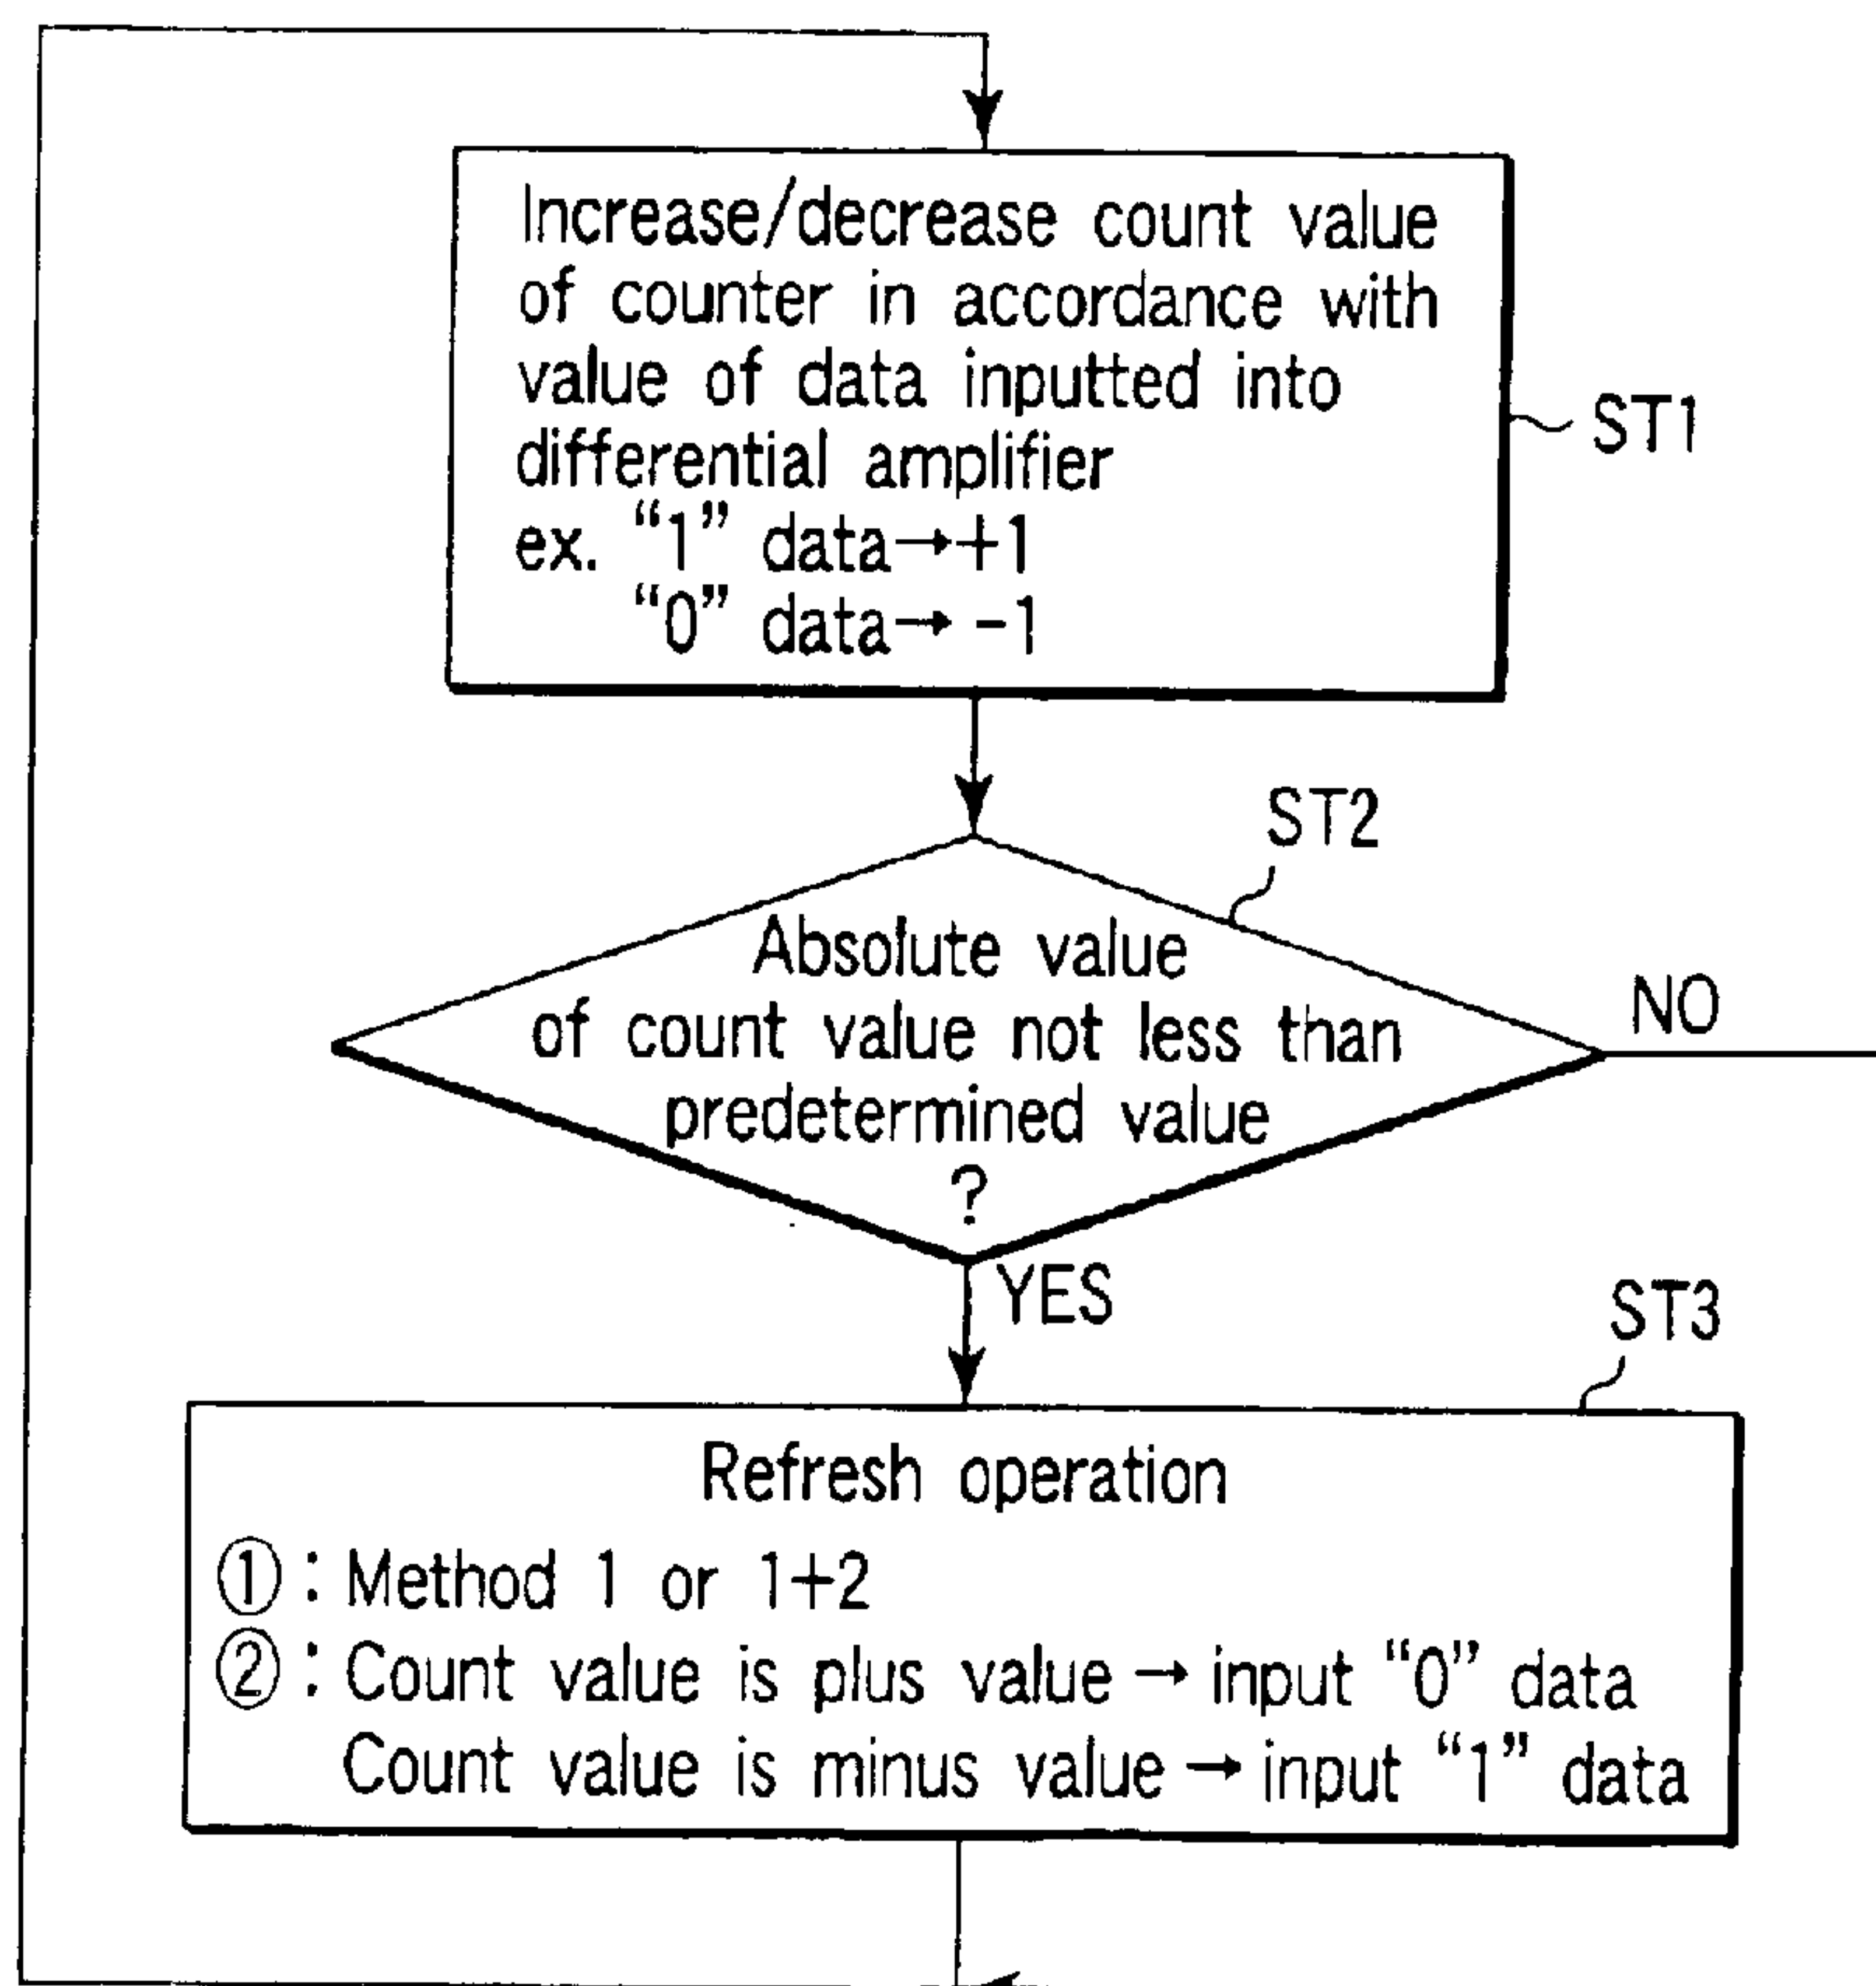 Increase/decrease count value
of counter in accordance with
value of data inputted into
differential amplifier
ex. “1” data→+1
“0” data→ -1
ST1
ST2
Absolute value
of count value not less than
predetermined value
?
NO
YES
ST3
Refresh operation
①: Method 1 or 1+2
②: Count value is plus value → input “0” data
Count value is minus value → input “1” data